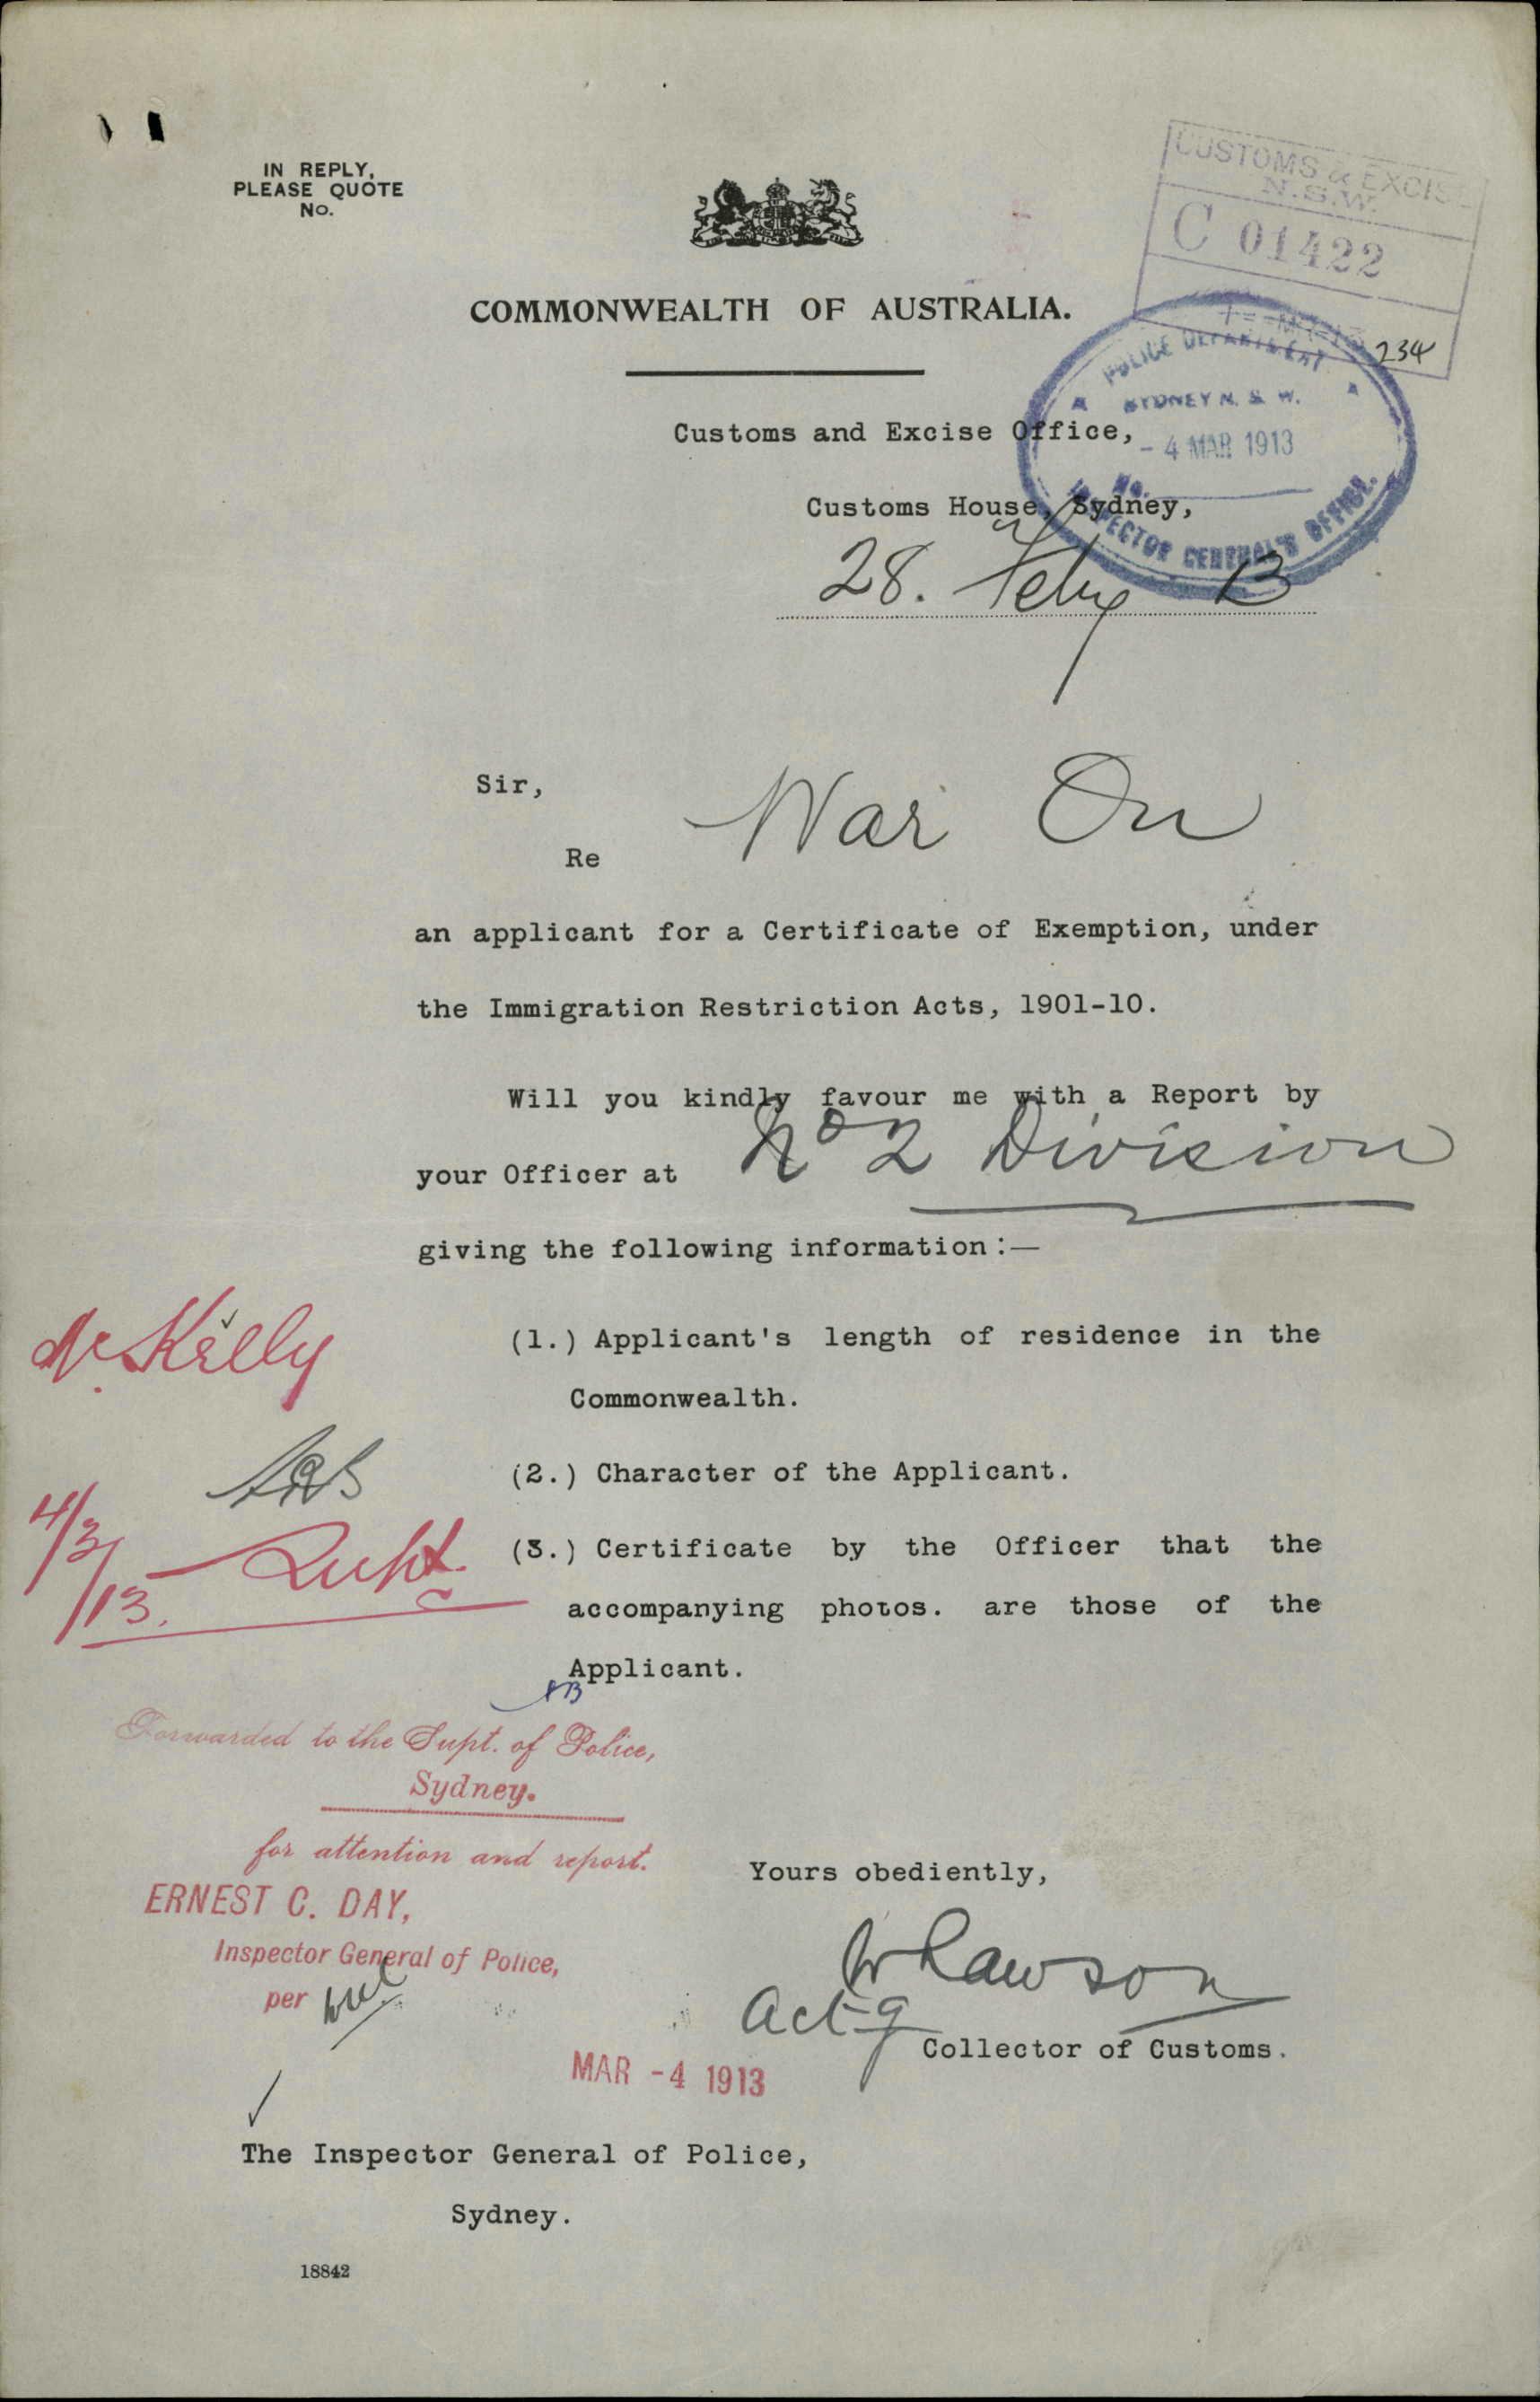 IN REPLY,
PLEASE QUOTE
No.
CUSTOMS & EXCIS
N.S.W.
C 01422
COMMONWEALTH OF AUSTRALIA.
234
POLICE DEPARTMENT
SYDNEY N. S. W.
- 4 MAR 1913
No.
INSPECTOR GENERAL'S OFFICE.
Customs and Excise Office,
Customs House, Sydney,
28. Feby 13
Sir,
Re War On
an applicant for a Certificate of Exemption, under
the Immigration Restriction Acts, 1901-10.
Will you kindly favour me with a Report by
your Officer at No 2 Division
giving the following information:—
(1.) Applicant's length of residence in the
Commonwealth.
Kelly
(2.) Character of the Applicant.
4/3/13.
Supt.
(3.) Certificate by the Officer that the
accompanying photos. are those of the
Applicant.
Forwarded to the Supt. of Police,
Sydney.
for attention and report.
ERNEST C. DAY,
Inspector General of Police,
per
MAR -4 1913
Yours obediently,
W Lawson
Actg
Collector of Customs.
The Inspector General of Police,
Sydney.
18842